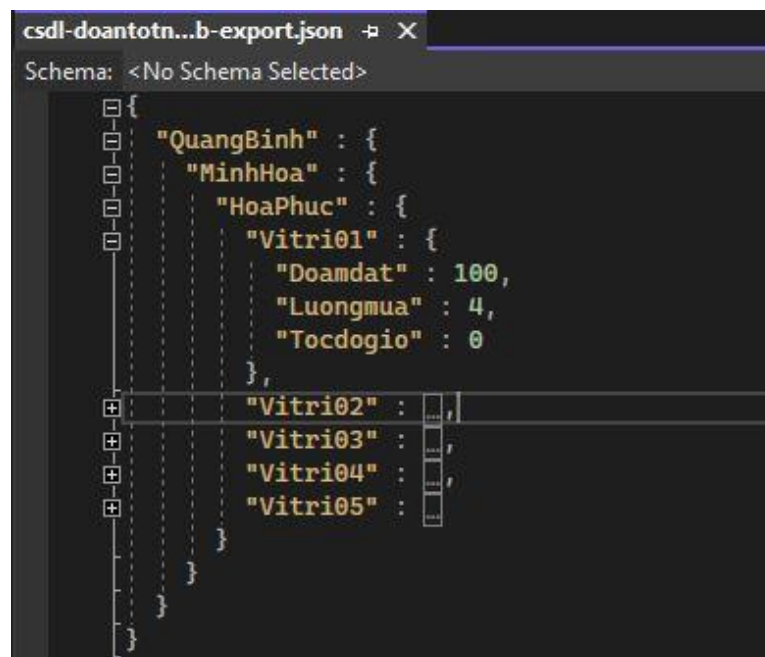 csdl-doantotn...b-export.json
Schema: <No Schema Selected>
{
"QuangBinh" : {
"MinhHoa" : {
"HoaPhuc" : {
"Vitri01" : {
"Doamdat" : 100,
"Luongmua" : 4,
"Tocdogio" : 0
},
"Vitri02" : ...,
"Vitri03" : ...,
"Vitri04" : ...,
"Vitri05" : ...
}
}
}
}